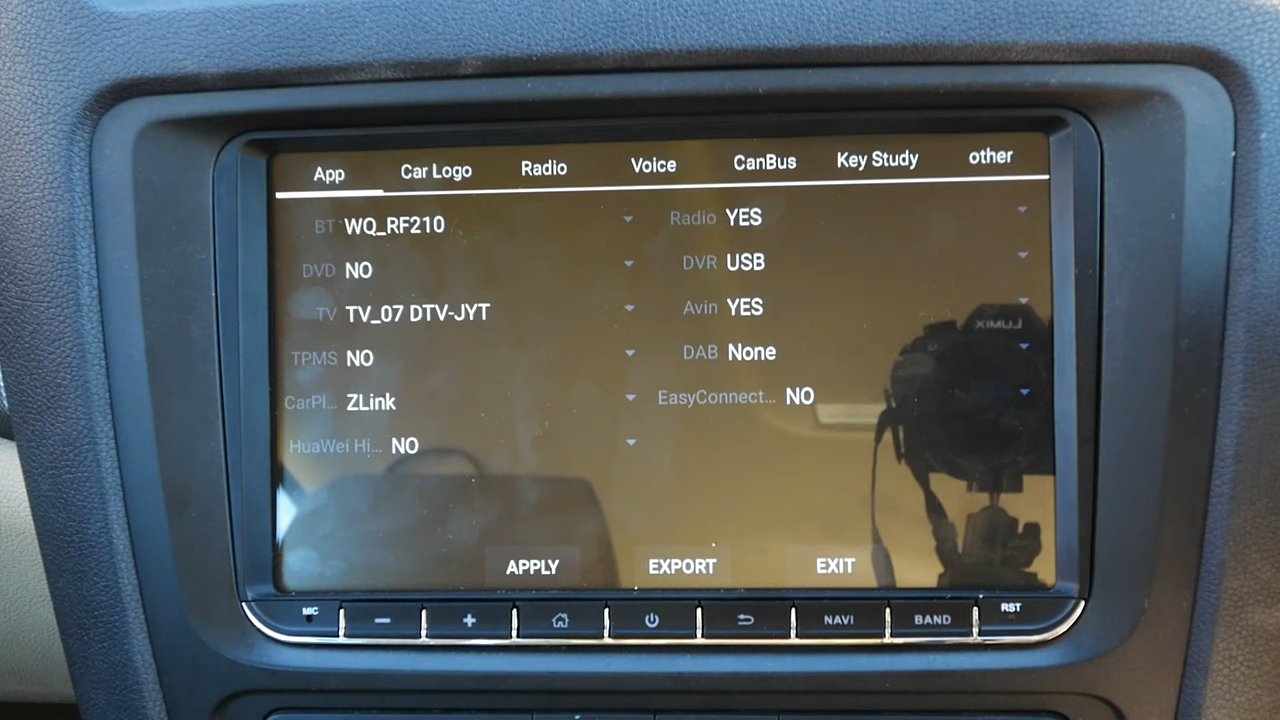 App Car Logo Radio Voice CanBus Key Study other
BT WQ_RF210 Radio YES
DVD NO DVR USB
TV TV_07 DTV-JYT Avin YES
TPMS NO DAB None
CarPl... ZLink EasyConnect... NO
HuaWei Hi... NO
LUMIX
APPLY EXPORT EXIT
MIC NAVI BAND RST